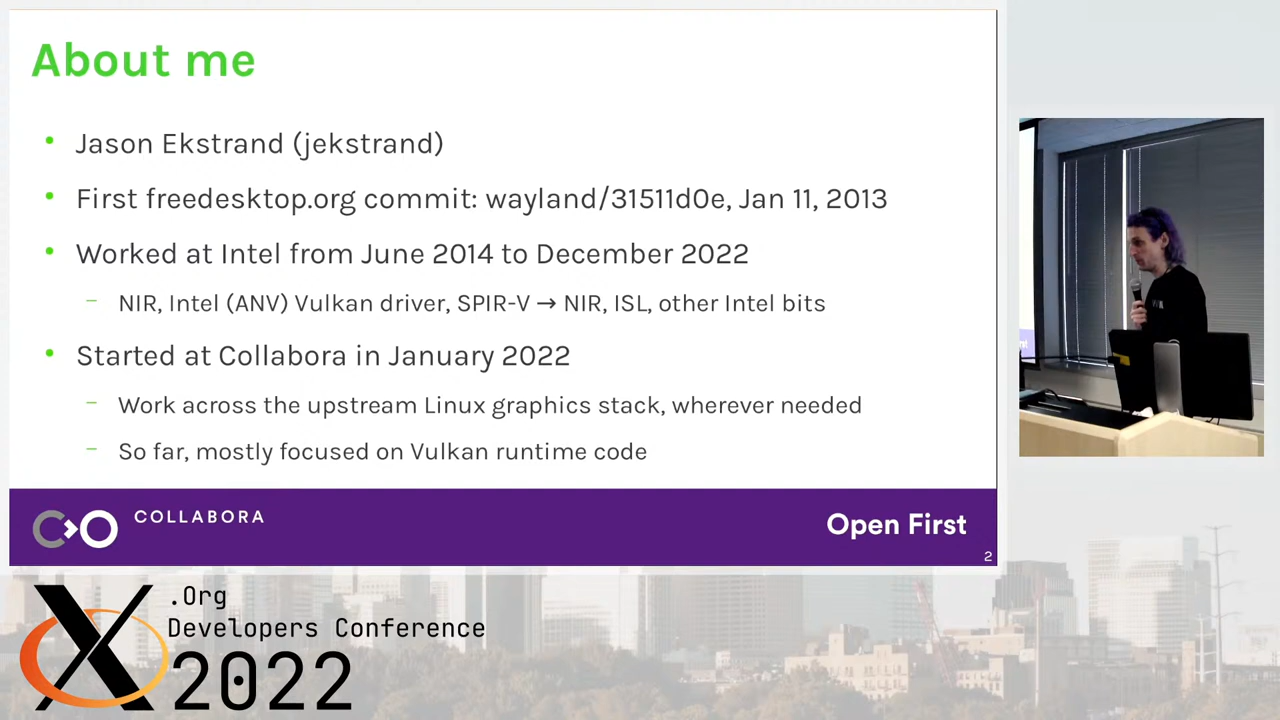 About me
• Jason Ekstrand (jekstrand)
• First freedesktop.org commit: wayland/31511d0e, Jan 11, 2013
• Worked at Intel from June 2014 to December 2022
– NIR, Intel (ANV) Vulkan driver, SPIR-V → NIR, ISL, other Intel bits
• Started at Collabora in January 2022
– Work across the upstream Linux graphics stack, wherever needed
– So far, mostly focused on Vulkan runtime code
COLLABORA
Open First
2
X.Org
Developers Conference
2022